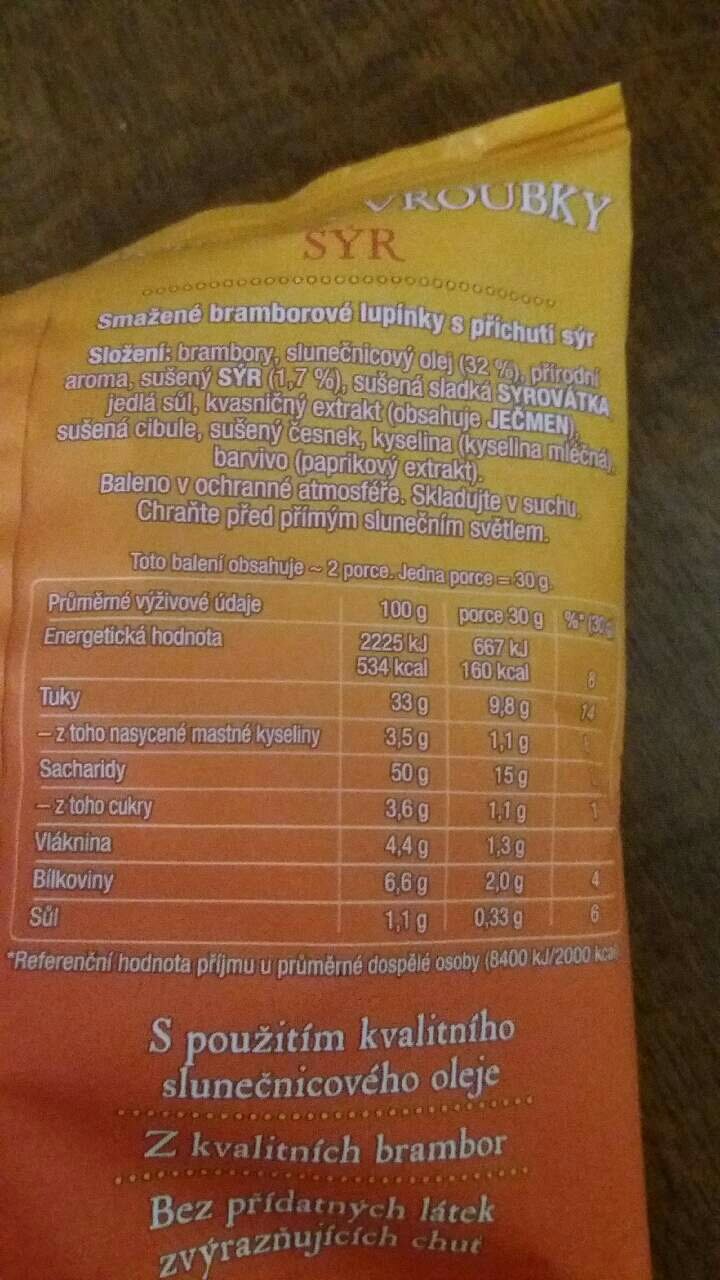 VROUBKY
SÝR
Smažené bramborové lupínky s příchutí sýr
Složení: brambory, slunečnicový olej (32 %), přírodní
aroma, sušený SÝR (1,7 %), sušená sladká SYROVÁTKA,
jedlá sůl, kvasničný extrakt (obsahuje JEČMEN),
sušená cibule, sušený česnek, kyselina (kyselina mléčná),
barvivo (paprikový extrakt).
Baleno v ochranné atmosféře. Skladujte v suchu.
Chraňte před přímým slunečním světlem.
Toto balení obsahuje ~ 2 porce. Jedna porce = 30 g.
Průměrné výživové údaje 100 g porce 30 g %* (30 g)
Energetická hodnota 2225 kJ 667 kJ
534 kcal 160 kcal 8
Tuky 33 g 9,8 g 14
– z toho nasycené mastné kyseliny 3,5 g 1,1 g
Sacharidy 50 g 15 g
– z toho cukry 3,6 g 1,1 g 1
Vláknina 4,4 g 1,3 g
Bílkoviny 6,6 g 2,0 g 4
Sůl 1,1 g 0,33 g 6
*Referenční hodnota příjmu u průměrné dospělé osoby (8400 kJ/2000 kcal
S použitím kvalitního
slunečnicového oleje
Z kvalitních brambor
Bez přídatných látek
zvýrazňujících chuť